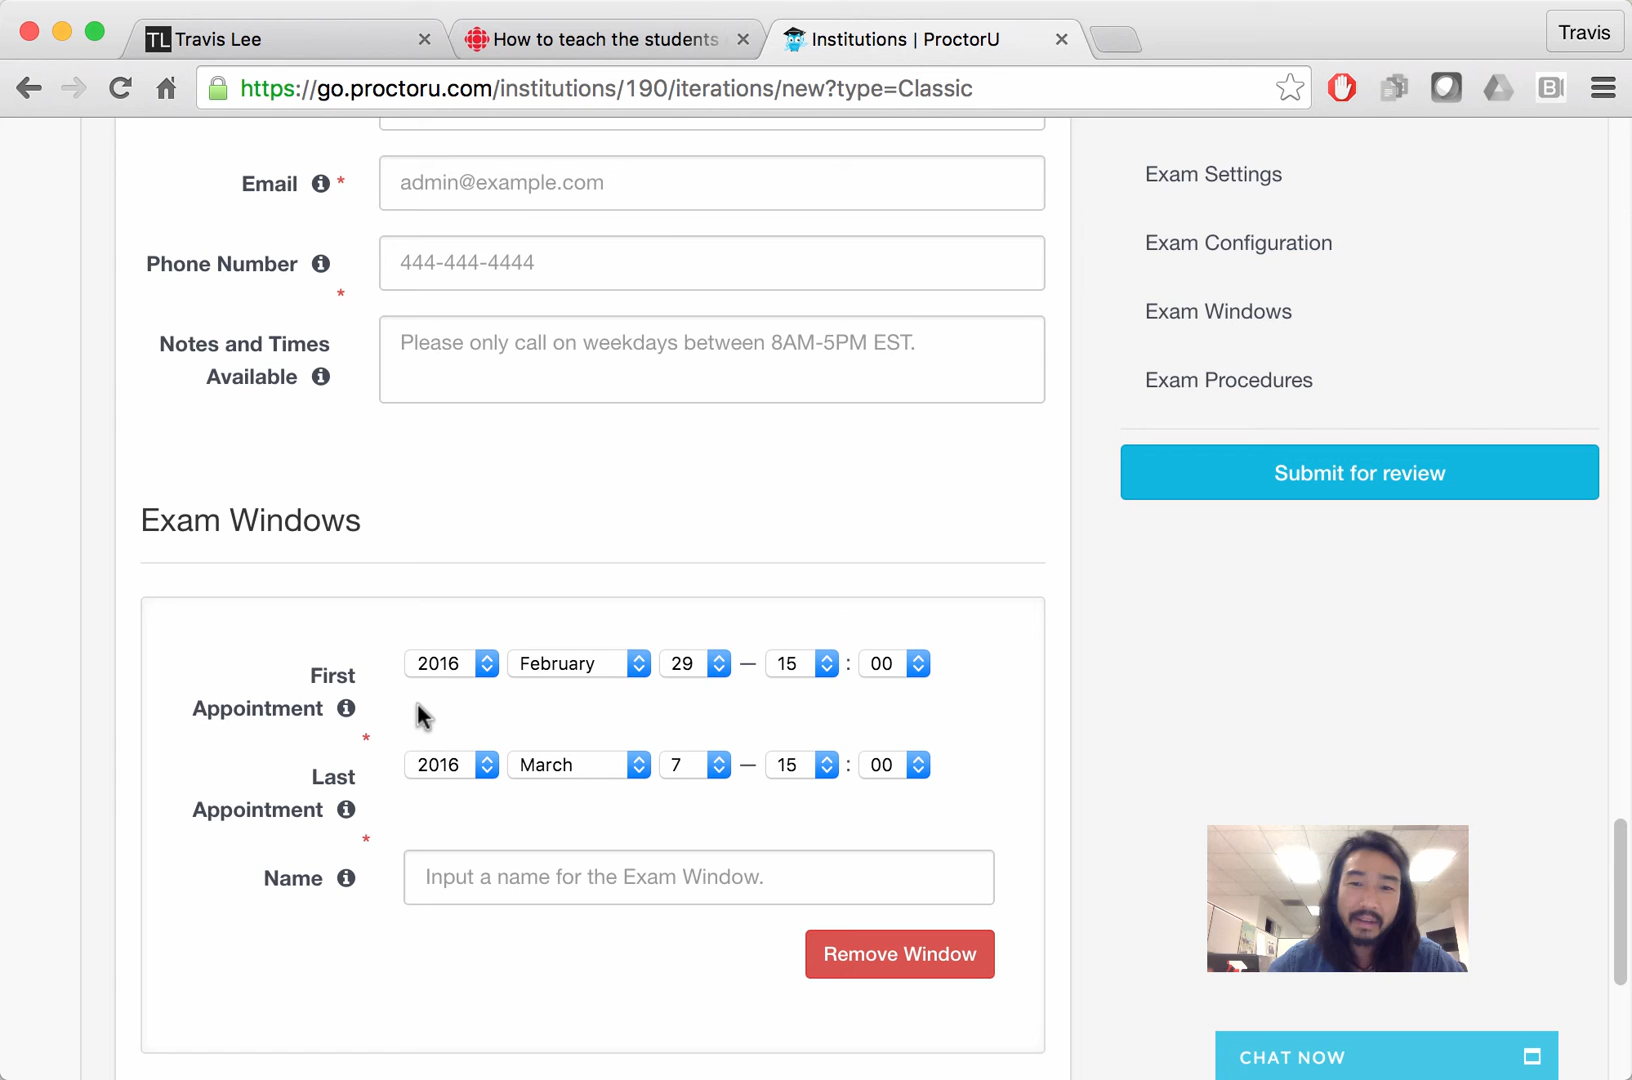 TL Travis Lee
How to teach the students
Institutions | ProctorU
Travis
https://go.proctoru.com/institutions/190/iterations/new?type=Classic
Email *
admin@example.com
Phone Number
*
444-444-4444
Notes and Times
Available
Please only call on weekdays between 8AM-5PM EST.
Exam Settings
Exam Configuration
Exam Windows
Exam Procedures
Submit for review
Exam Windows
First
Appointment
*
2016 February 29 — 15 : 00
Last
Appointment
*
2016 March 7 — 15 : 00
Name
Input a name for the Exam Window.
Remove Window
CHAT NOW